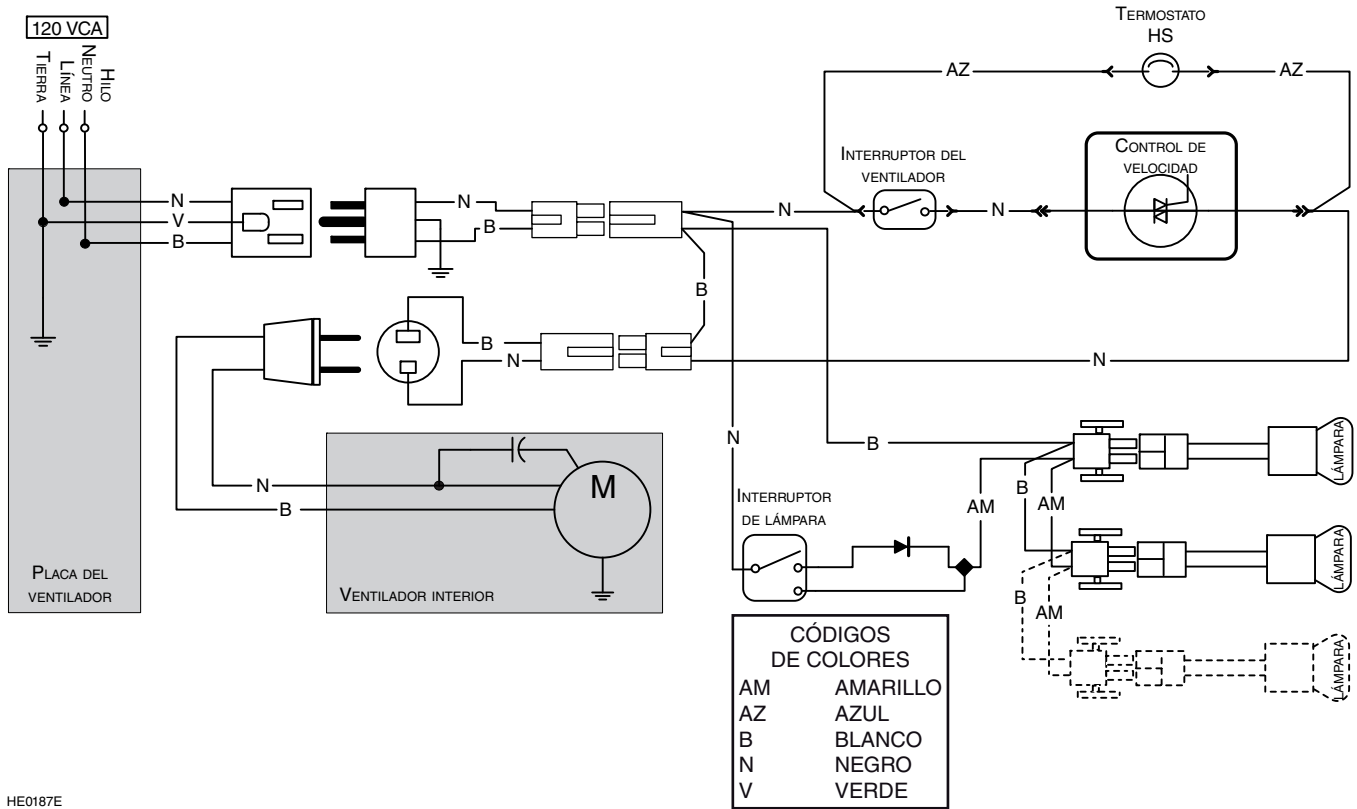 120 VCA
TIERRA
LÍNEA
NEUTRO
HILO
N
V
B
N
B
B
B
N
N
B
PLACA DEL
VENTILADOR
VENTILADOR INTERIOR
M
TERMOSTATO
HS
AZ
AZ
INTERRUPTOR DEL
VENTILADOR
CONTROL DE
VELOCIDAD
N
N
N
N
B
INTERRUPTOR
DE LÁMPARA
AM
B
AM
B
AM
LÁMPARA
LÁMPARA
LÁMPARA
CÓDIGOS
DE COLORES
AM AMARILLO
AZ AZUL
B BLANCO
N NEGRO
V VERDE
HE0187E